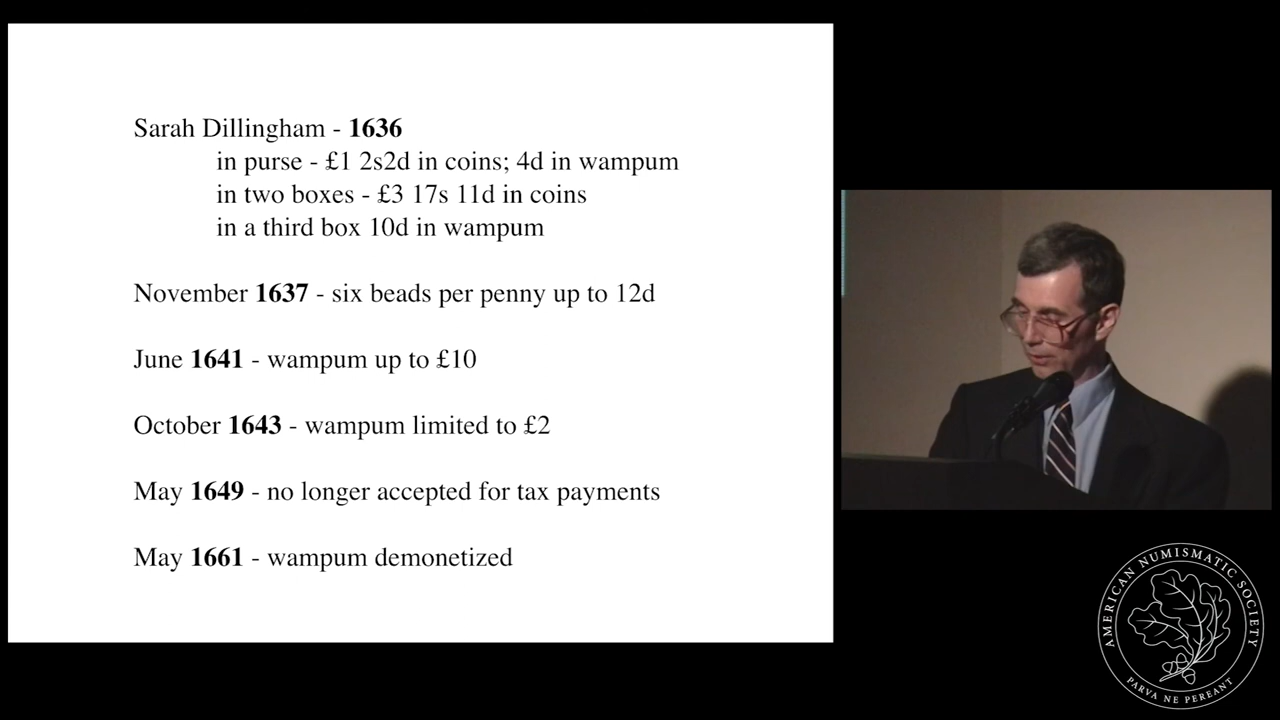 Sarah Dillingham - 1636
in purse - £1 2s2d in coins; 4d in wampum
in two boxes - £3 17s 11d in coins
in a third box 10d in wampum
November 1637 - six beads per penny up to 12d
June 1641 - wampum up to £10
October 1643 - wampum limited to £2
May 1649 - no longer accepted for tax payments
May 1661 - wampum demonetized
AMERICAN NUMISMATIC SOCIETY
PARVA NE PEREANT